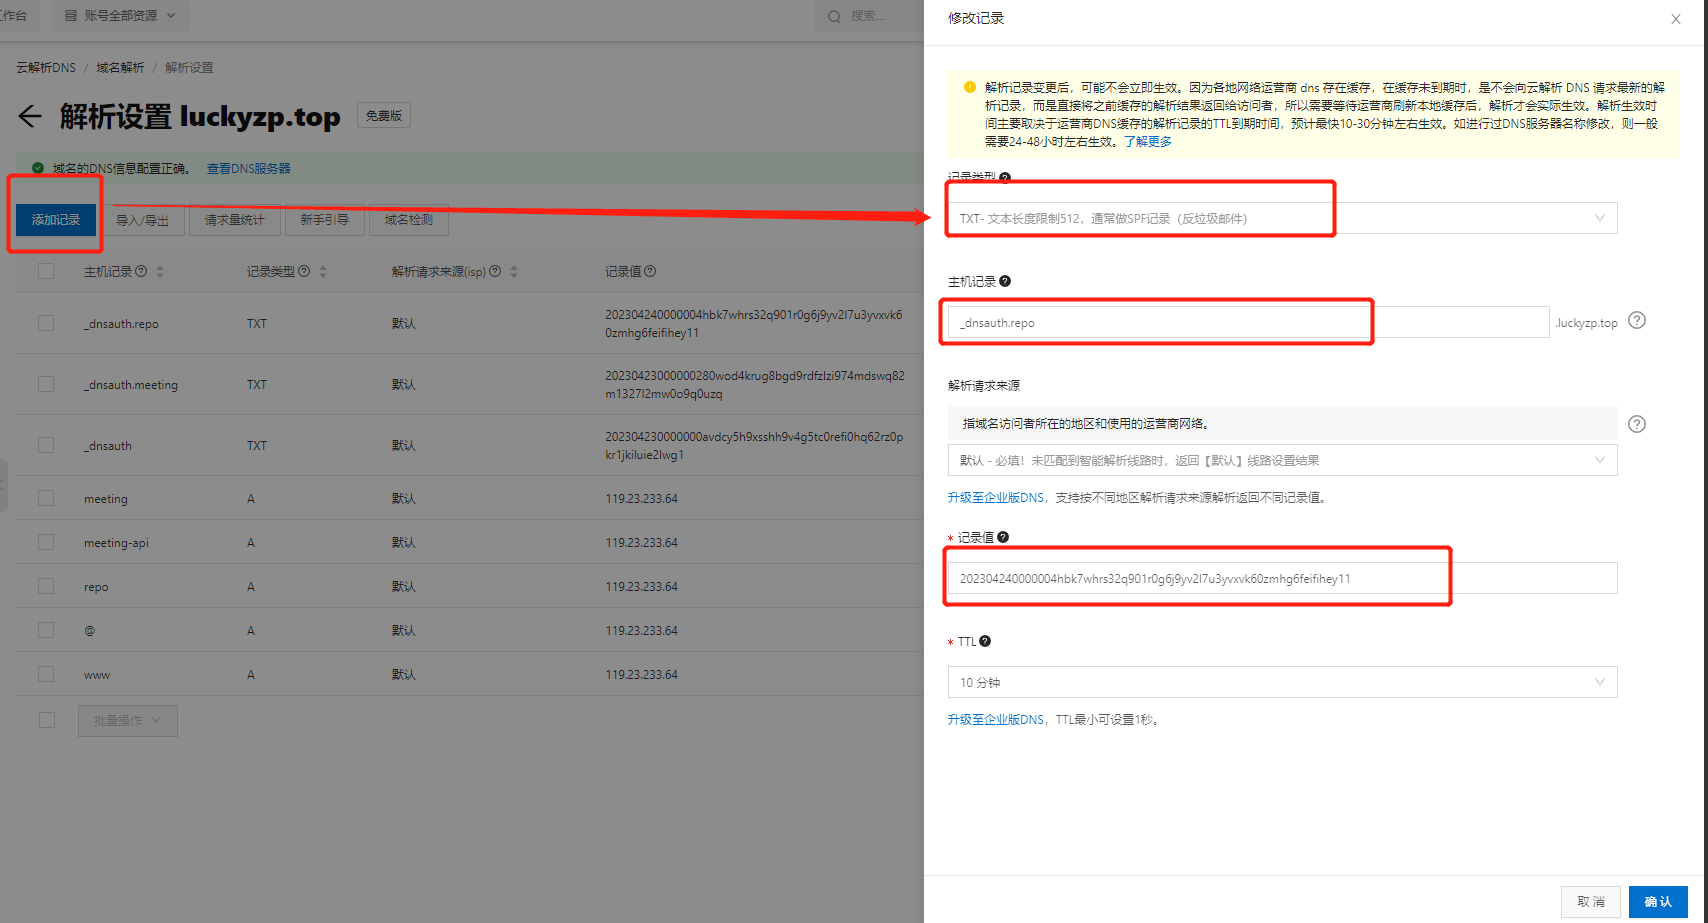 工作台
账号全部资源
搜索...
云解析DNS / 域名解析 / 解析设置
解析设置 luckyzp.top
免费版
域名的DNS信息配置正确。 查看DNS服务器
添加记录
导入/导出
请求量统计
新手引导
域名检测
主机记录 记录类型 解析请求来源(isp) 记录值
_dnsauth.repo TXT 默认 202304240000004hbk7whrs32q901r0g6j9yv2l7u3yvxvk6
0zmhg6feifihey11
_dnsauth.meeting TXT 默认 20230423000000280wod4krug8bgd9rdfzlzi974mdswq82
m1327l2mw0o9q0uzq
_dnsauth TXT 默认 202304230000000avdcy5h9xsshh9v4g5tc0refi0hq62rz0p
kr1jkiluie2lwg1
meeting A 默认 119.23.233.64
meeting-api A 默认 119.23.233.64
repo A 默认 119.23.233.64
@ A 默认 119.23.233.64
www A 默认 119.23.233.64
批量操作
修改记录
解析记录变更后，可能不会立即生效。因为各地网络运营商 dns 存在缓存，在缓存未到期时，是不会向云解析 DNS 请求最新的解
析记录，而是直接将之前缓存的解析结果返回给访问者，所以需要等待运营商刷新本地缓存后，解析才会实际生效。解析生效时
间主要取决于运营商DNS缓存的解析记录的TTL到期时间，预计最快10-30分钟左右生效。如进行过DNS服务器名称修改，则一般
需要24-48小时左右生效。了解更多
记录类型
TXT- 文本长度限制512，通常做SPF记录（反垃圾邮件）
主机记录
_dnsauth.repo
.luckyzp.top
解析请求来源
指域名访问者所在的地区和使用的运营商网络。
默认 - 必填！未匹配到智能解析线路时，返回【默认】线路设置结果
升级至企业版DNS，支持按不同地区解析请求来源解析返回不同记录值。
* 记录值
202304240000004hbk7whrs32q901r0g6j9yv2l7u3yvxvk60zmhg6feifihey11
* TTL
10 分钟
升级至企业版DNS，TTL最小可设置1秒。
取消
确认